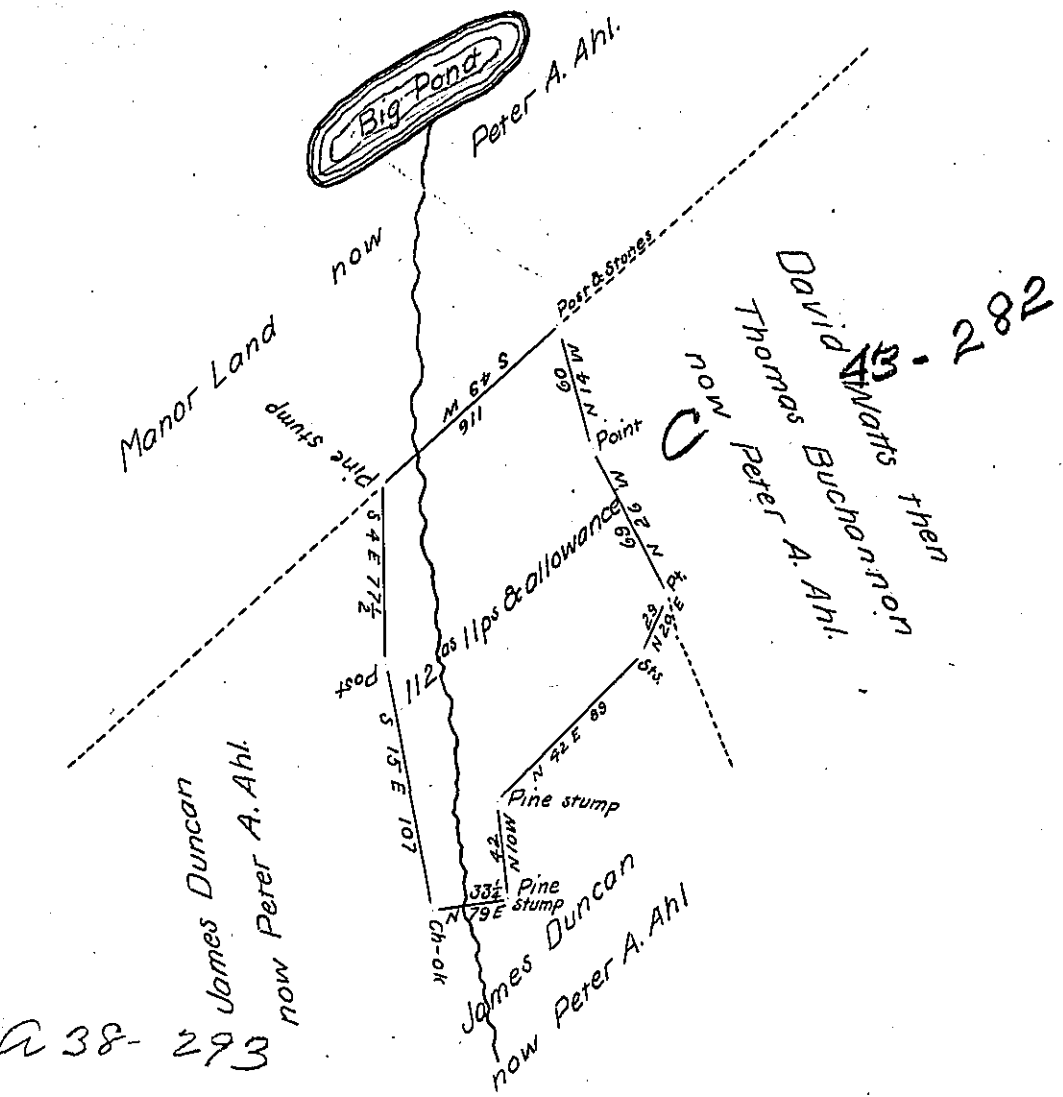 Big Pond
now Peter A. Ahl.
Manor Land
Pine stump
Post & Stones
S 49 W
116
N 14 W
60
Point
N 26 W
69
Pt.
N 29 E
29
Sts.
N 42 E 89
Pine stump
N 10 W
42
Pine
stump
33¼
N 79 E
Ch-ok
S 15 E 107
Post
S 4 E 77½
112 as 11ps & allowance
David Watts then
Thomas Buchannon
now Peter A. Ahl.
C 45-282
James Duncan
now Peter A. Ahl.
James Duncan
now Peter A. Ahl
a 38-293